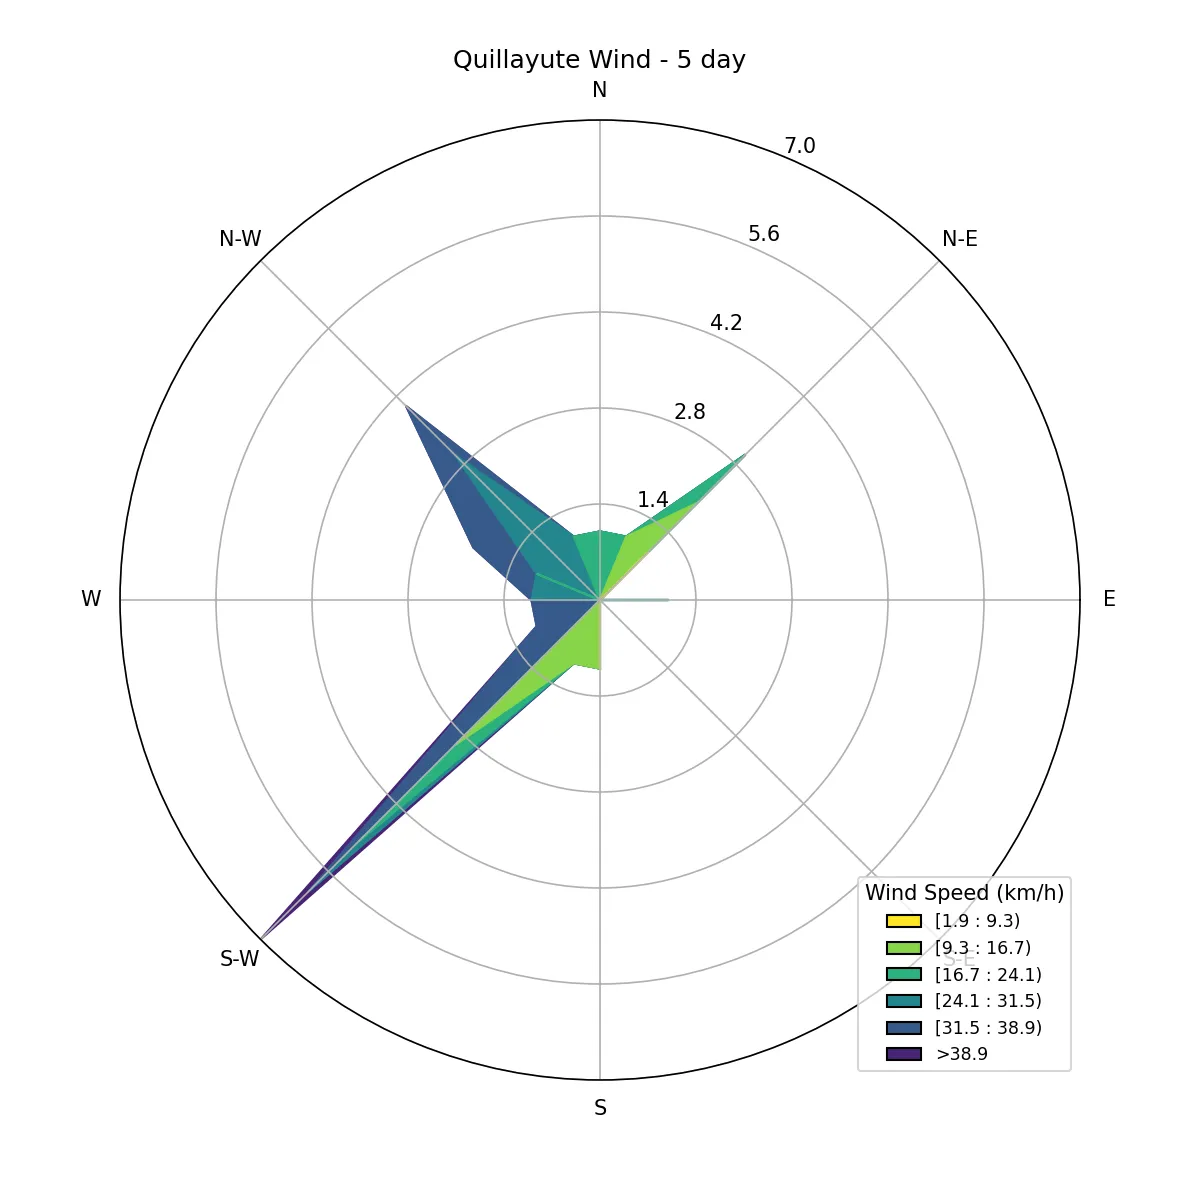 Quillayute Wind - 5 day
N
7.0
N-W
5.6
N-E
4.2
2.8
1.4
W
E
S-W
S-E
S
Wind Speed (km/h)
[1.9 : 9.3)
[9.3 : 16.7)
[16.7 : 24.1)
[24.1 : 31.5)
[31.5 : 38.9)
>38.9